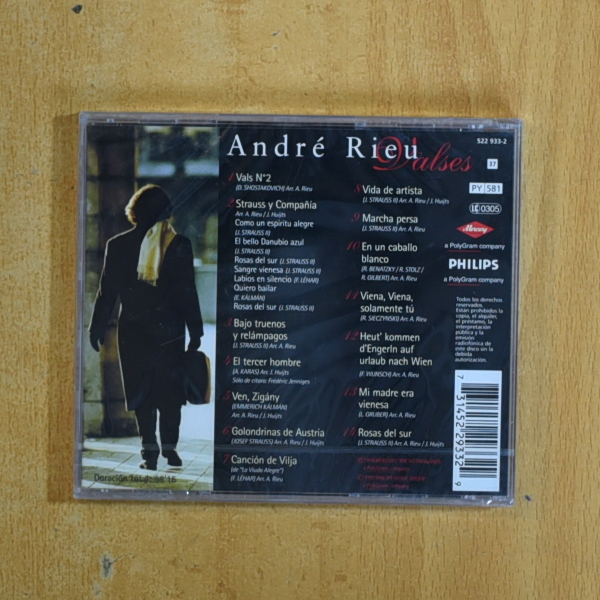 522 933-2
André Rieu
Valses
37
PY 581
0305
Mercury
a PolyGram company
PHILIPS
a PolyGram company
Todos los derechos
reservados.
Están prohibidos la
copia, el alquiler,
el préstamo, la
interpretación
pública y la
emisión
radiofónica de
este disco sin la
debida
autorización.
1 Vals N°2
(D. SHOSTAKOVICH) Arr. A. Rieu
2 Strauss y Compañía
Arr. A. Rieu / J. Huijts
Como un espíritu alegre
(J. STRAUSS II)
El bello Danubio azul
(J. STRAUSS II)
Rosas del sur (J. STRAUSS II)
Sangre vienesa (J. STRAUSS II)
Labios en silencio (F. LÉHAR)
Quiero bailar
(E. KÁLMÁN)
Rosas del sur (J. STRAUSS II)
3 Bajo truenos
y relámpagos
(J. STRAUSS II) Arr. A. Rieu
4 El tercer hombre
(A. KARAS) Arr. J. Huijts
Sólo de cítara: Frédéric Jenniges
5 Ven, Zigány
(EMMERICH KÁLMÁN)
Arr. A. Rieu / J. Huijts
6 Golondrinas de Austria
(JOSEF STRAUSS) Arr. A. Rieu / J. Huijts
7 Canción de Vilja
(de "La Viuda Alegre")
(F. LÉHAR) Arr. A. Rieu
8 Vida de artista
(J. STRAUSS II) Arr. A. Rieu / J. Huijts
9 Marcha persa
(J. STRAUSS II) Arr. A. Rieu
10 En un caballo
blanco
(R. BENATZKY / R. STOLZ /
R. GILBERT) Arr. A. Rieu
11 Viena, Viena,
solamente tú
(R. SIECZYNSKI) Arr. A. Rieu
12 Heut' kommen
d'Engerln auf
urlaub nach Wien
(F. WUNSCH) Arr. A. Rieu
13 Mi madre era
vienesa
(L. GRUBER) Arr. A. Rieu
14 Rosas del sur
(J. STRAUSS II) Arr. A. Rieu / J. Huijts
7 31452 29332 9